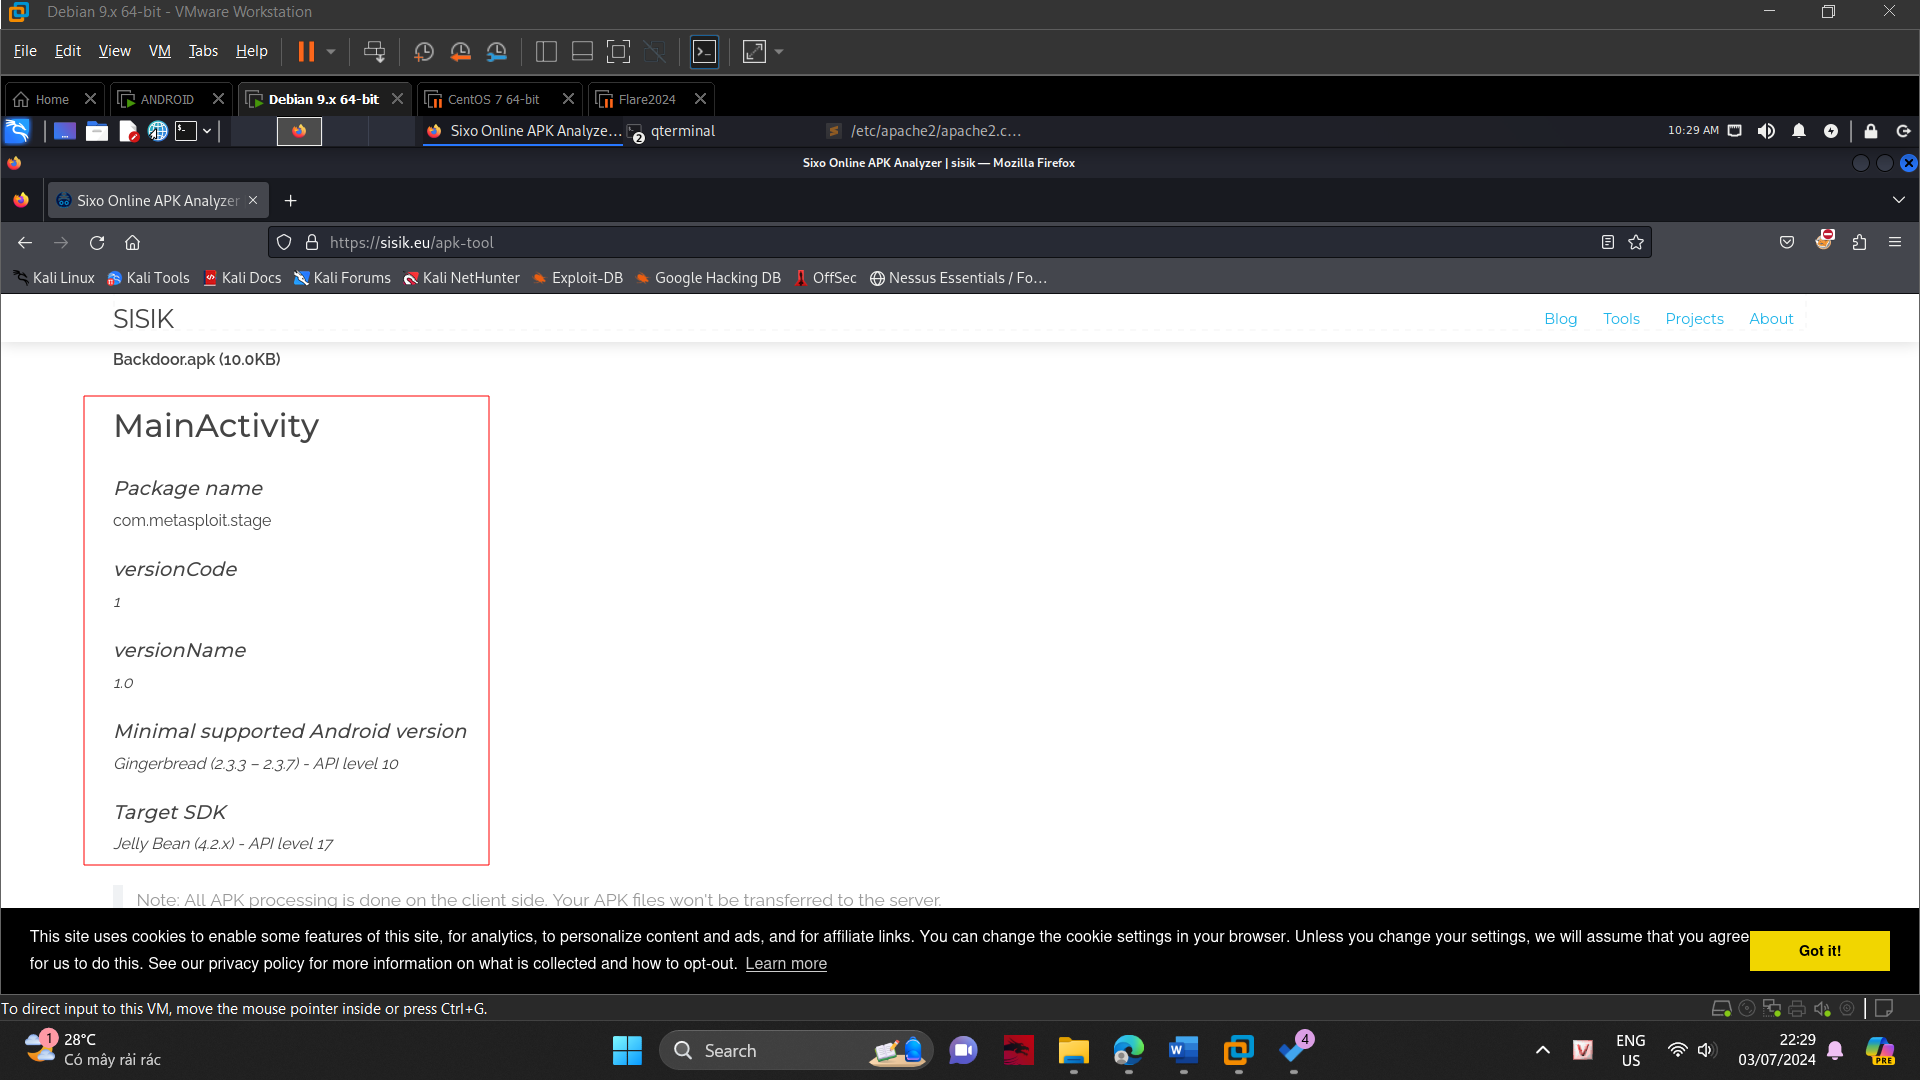 Debian 9.x 64-bit - VMware Workstation
File Edit View VM Tabs Help
Home ANDROID Debian 9.x 64-bit CentOS 7 64-bit Flare2024
Sixo Online APK Analyze... 2 qterminal /etc/apache2/apache2.c... 10:29 AM
Sixo Online APK Analyzer | sisik — Mozilla Firefox
Sixo Online APK Analyzer
https://sisik.eu/apk-tool
Kali Linux Kali Tools Kali Docs Kali Forums Kali NetHunter Exploit-DB Google Hacking DB OffSec Nessus Essentials / Fo...
SISIK Blog Tools Projects About
Backdoor.apk (10.0KB)
MainActivity
Package name
com.metasploit.stage
versionCode
1
versionName
1.0
Minimal supported Android version
Gingerbread (2.3.3 – 2.3.7) - API level 10
Target SDK
Jelly Bean (4.2.x) - API level 17
Note: All APK processing is done on the client side. Your APK files won't be transferred to the server.
This site uses cookies to enable some features of this site, for analytics, to personalize content and ads, and for affiliate links. You can change the cookie settings in your browser. Unless you change your settings, we will assume that you agree
for us to do this. See our privacy policy for more information on what is collected and how to opt-out. Learn more
Got it!
To direct input to this VM, move the mouse pointer inside or press Ctrl+G.
1 28°C
Có mây rải rác
Search
4
ENG
US
22:29
03/07/2024
PRE